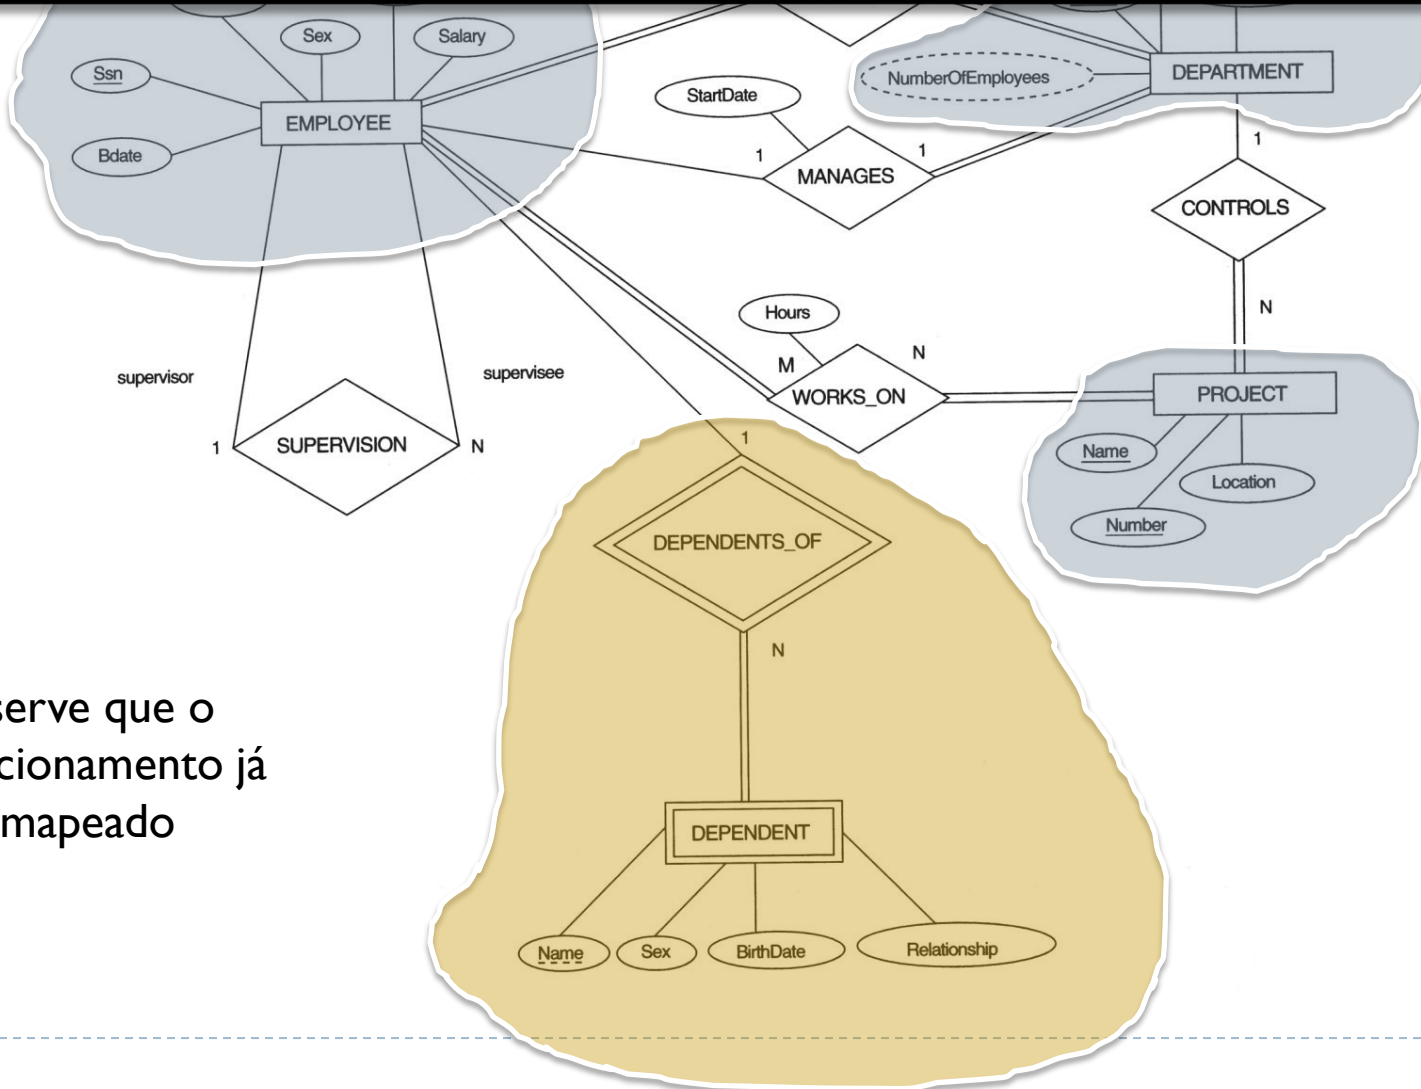 Sex
Salary
Ssn
NumberOfEmployees
DEPARTMENT
StartDate
EMPLOYEE
1
Bdate
1
1
MANAGES
CONTROLS
Hours
N
M
N
supervisor
supervisee
WORKS_ON
PROJECT
1
SUPERVISION
N
1
Name
Location
Number
DEPENDENTS_OF
N
serve que o
cionamento já
mapeado
DEPENDENT
Name
Sex
BirthDate
Relationship